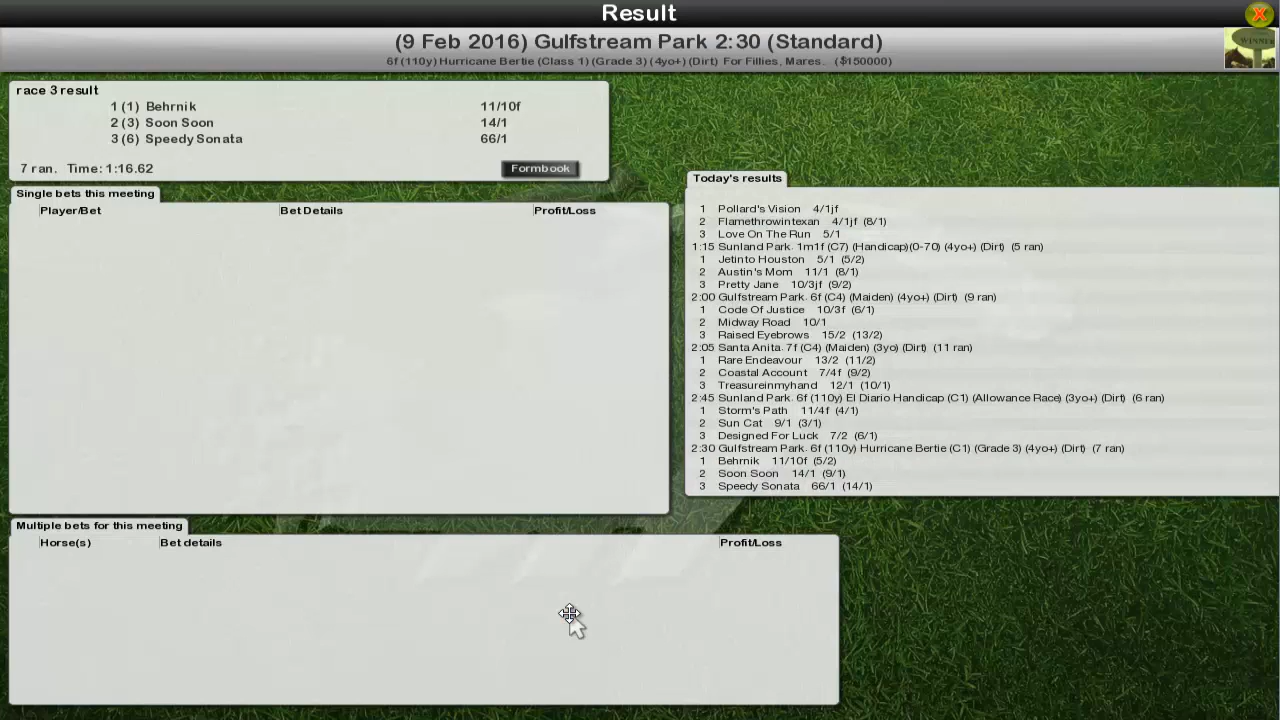 Result
(9 Feb 2016) Gulfstream Park 2:30 (Standard)
6f (110y) Hurricane Bertie (Class 1) (Grade 3) (4yo+) (Dirt) For Fillies, Mares. ($150000)
WINNER
race 3 result
1 (1) Behrnik 11/10f
2 (3) Soon Soon 14/1
3 (6) Speedy Sonata 66/1
7 ran. Time: 1:16.62 Formbook
Single bets this meeting
Player/Bet Bet Details Profit/Loss
Today's results
1 Pollard's Vision 4/1jf
2 Flamethrowintexan 4/1jf (8/1)
3 Love On The Run 5/1
1:15 Sunland Park. 1m1f (C7) (Handicap)(0-70) (4yo+) (Dirt) (5 ran)
1 Jetinto Houston 5/1 (5/2)
2 Austin's Mom 11/1 (8/1)
3 Pretty Jane 10/3jf (9/2)
2:00 Gulfstream Park. 6f (C4) (Maiden) (4yo+) (Dirt) (9 ran)
1 Code Of Justice 10/3f (6/1)
2 Midway Road 10/1
3 Raised Eyebrows 15/2 (13/2)
2:05 Santa Anita. 7f (C4) (Maiden) (3yo) (Dirt) (11 ran)
1 Rare Endeavour 13/2 (11/2)
2 Coastal Account 7/4f (9/2)
3 Treasureinmyhand 12/1 (10/1)
2:45 Sunland Park. 6f (110y) El Diario Handicap (C1) (Allowance Race) (3yo+) (Dirt) (6 ran)
1 Storm's Path 11/4f (4/1)
2 Sun Cat 9/1 (3/1)
3 Designed For Luck 7/2 (6/1)
2:30 Gulfstream Park. 6f (110y) Hurricane Bertie (C1) (Grade 3) (4yo+) (Dirt) (7 ran)
1 Behrnik 11/10f (5/2)
2 Soon Soon 14/1 (9/1)
3 Speedy Sonata 66/1 (14/1)
Multiple bets for this meeting
Horse(s) Bet details Profit/Loss